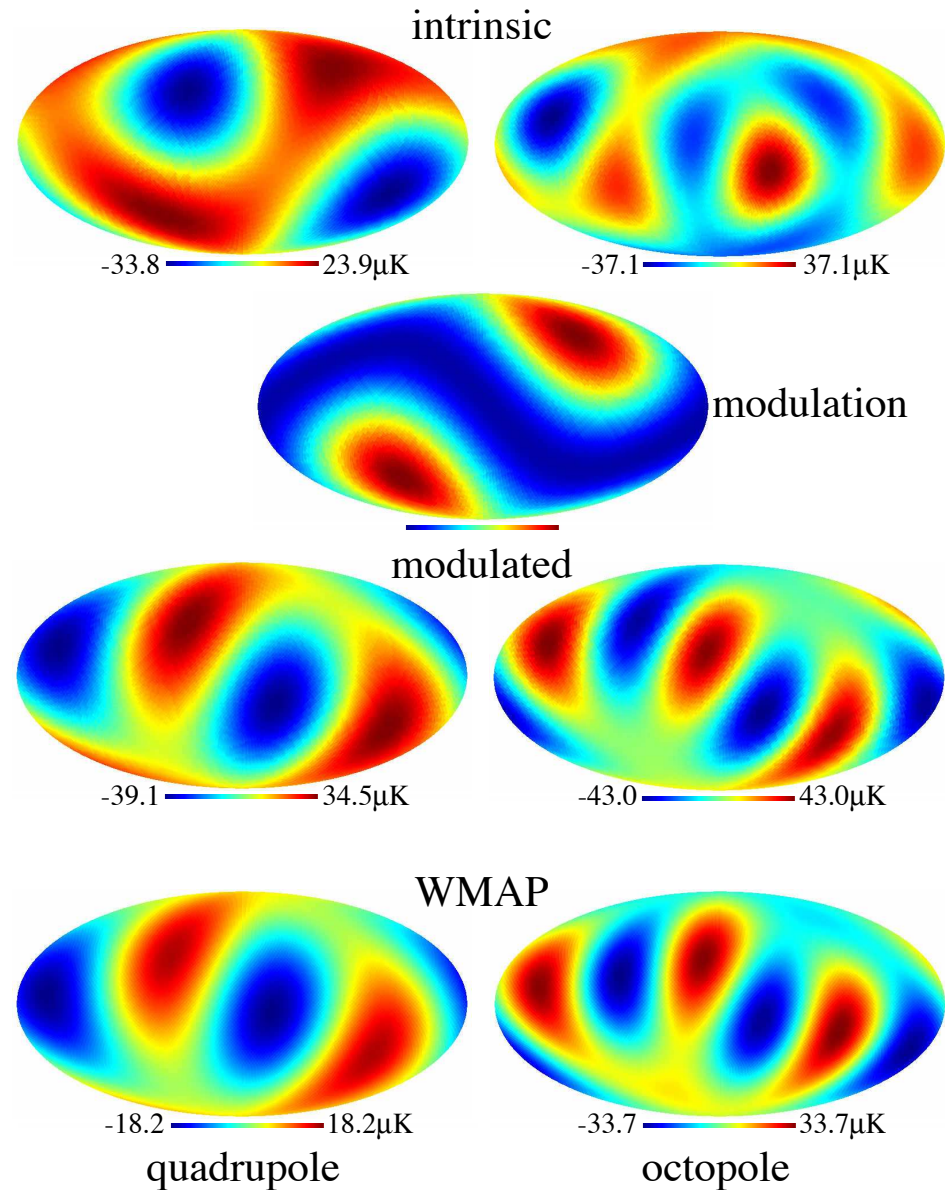 intrinsic
-33.8 23.9μK
-37.1 37.1μK
modulation
modulated
-39.1 34.5μK
-43.0 43.0μK
WMAP
-18.2 18.2μK
-33.7 33.7μK
quadrupole
octopole